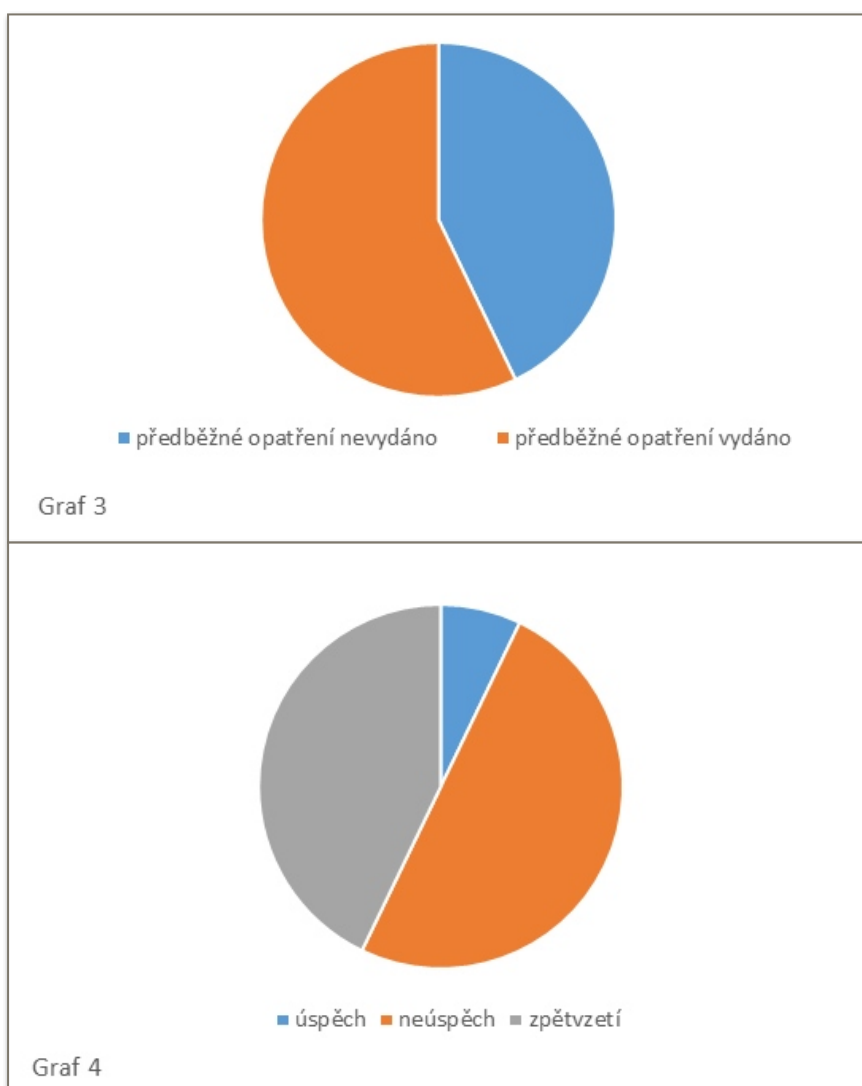 předběžné opatření nevydáno předběžné opatření vydáno
Graf 3
úspěch neúspěch zpětvzetí
Graf 4